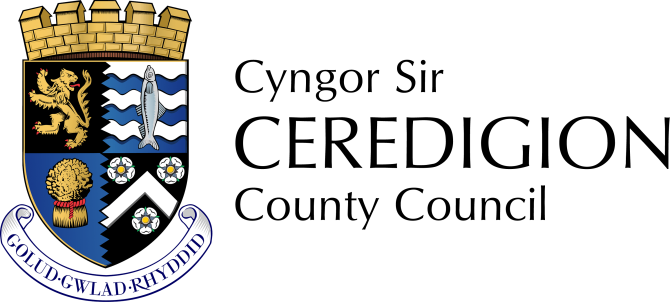 Cyngor Sir
CEREDIGION
County Council
GOLUD·GWLAD·RHYDDID